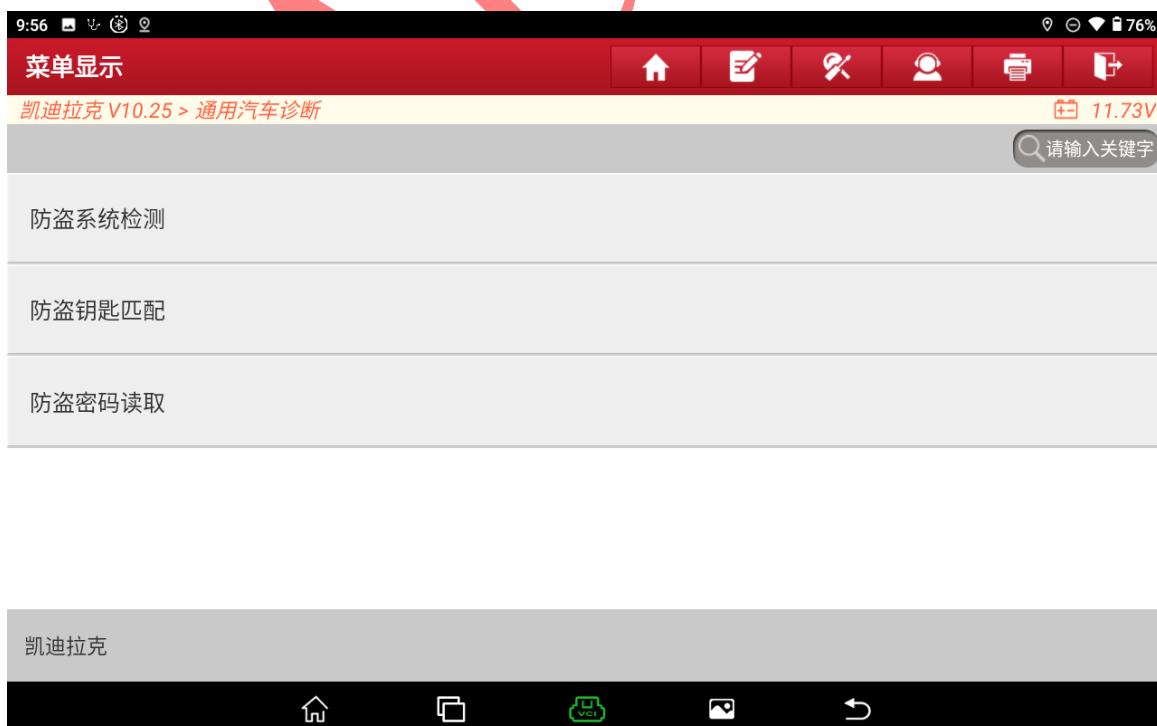 9:56
76%
菜单显示
凯迪拉克 V10.25 > 通用汽车诊断
11.73V
请输入关键字
防盗系统检测
防盗钥匙匹配
防盗密码读取
凯迪拉克
VCI